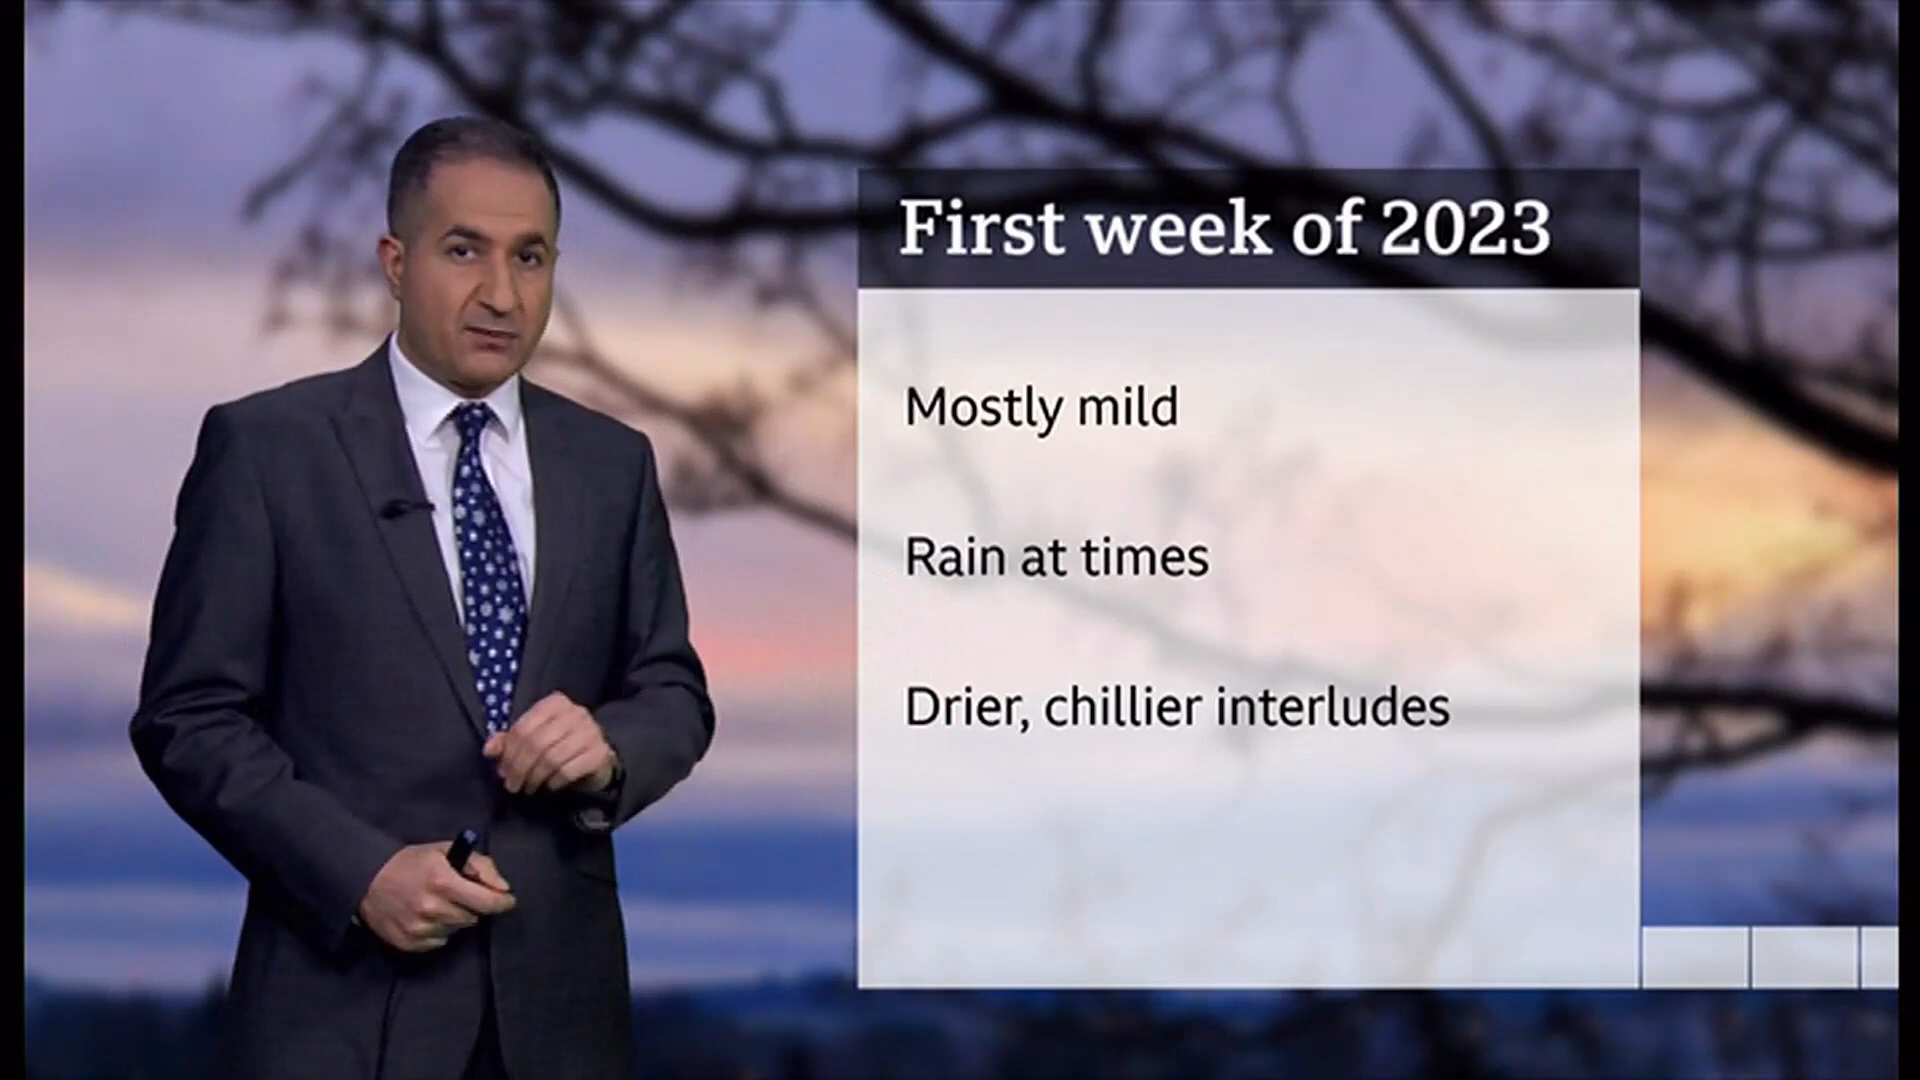 First week of 2023
Mostly mild
Rain at times
Drier, chillier interludes